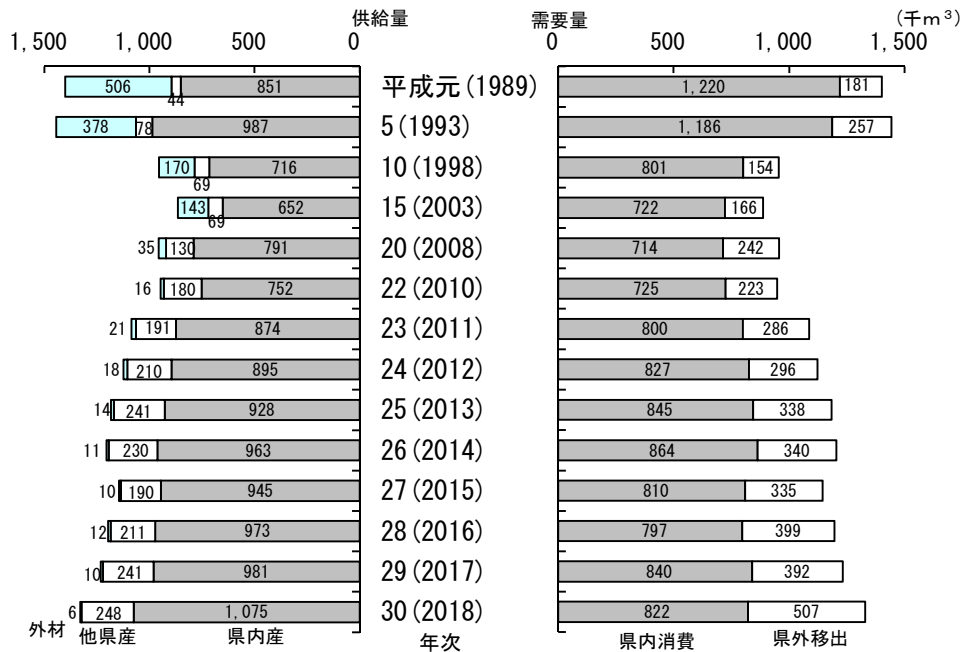 供給量 需要量 (千m³)
1,500 1,000 500 0 0 500 1,000 1,500
506 44 851 平成元(1989) 1,220 181
378 78 987 5(1993) 1,186 257
170 69 716 10(1998) 801 154
143 69 652 15(2003) 722 166
35 130 791 20(2008) 714 242
16 180 752 22(2010) 725 223
21 191 874 23(2011) 800 286
18 210 895 24(2012) 827 296
14 241 928 25(2013) 845 338
11 230 963 26(2014) 864 340
10 190 945 27(2015) 810 335
12 211 973 28(2016) 797 399
10 241 981 29(2017) 840 392
6 248 1,075 30(2018) 822 507
外材 他県産 県内産 年次 県内消費 県外移出